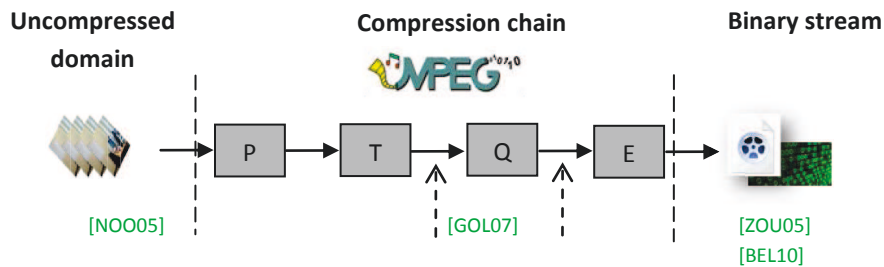 Uncompressed domain
Compression chain
Binary stream
MPEG
P
T
Q
E
[NOO05]
[GOL07]
[ZOU05]
[BEL10]